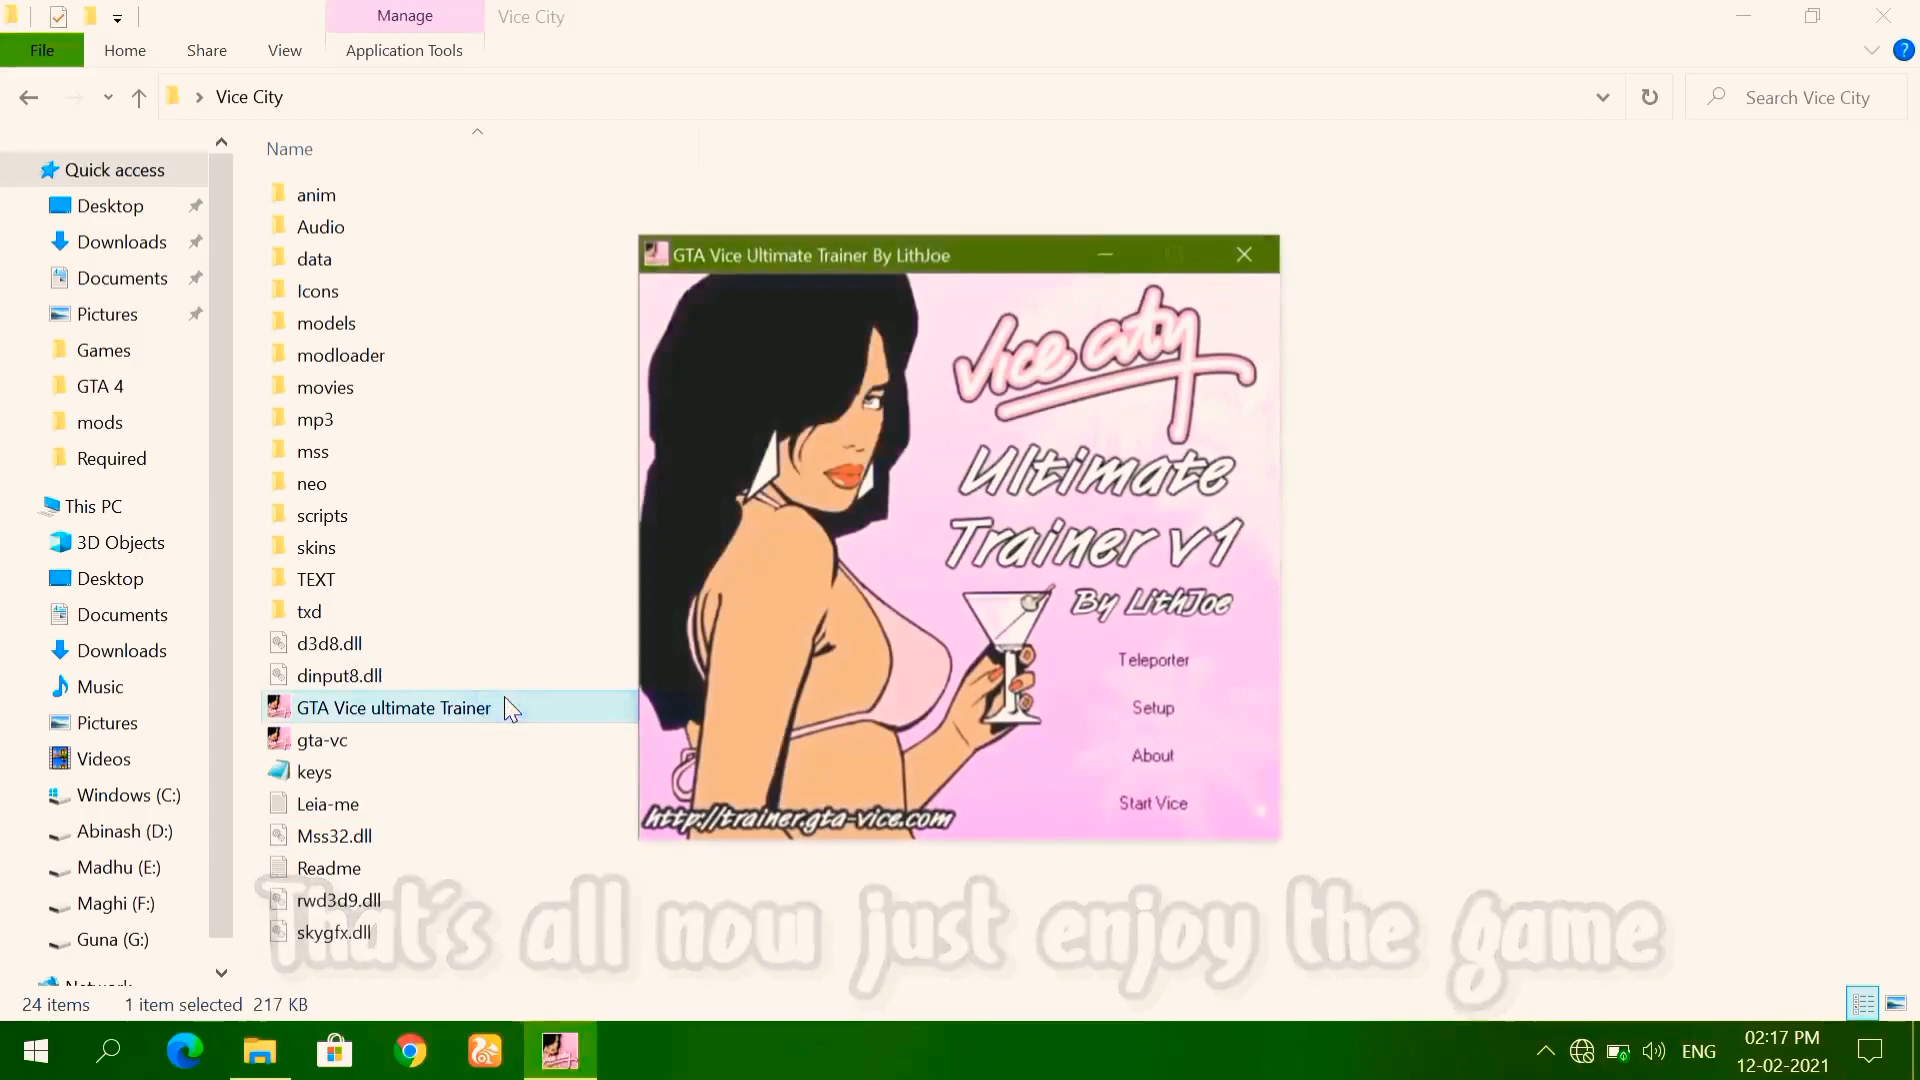 Manage
Vice City
File
Home
Share
View
Application Tools
Vice City
Search Vice City
Name
Quick access
Desktop
Downloads
Documents
Pictures
Games
GTA 4
mods
Required
This PC
3D Objects
Desktop
Documents
Downloads
Music
Pictures
Videos
Windows (C:)
Abinash (D:)
Madhu (E:)
Maghi (F:)
Guna (G:)
Network
anim
Audio
data
Icons
models
modloader
movies
mp3
mss
neo
scripts
skins
TEXT
txd
d3d8.dll
dinput8.dll
GTA Vice ultimate Trainer
gta-vc
keys
Leia-me
Mss32.dll
Readme
rwd3d9.dll
skygfx.dll
GTA Vice Ultimate Trainer By LithJoe
Vice City
Ultimate
Trainer v1
By LithJoe
Teleporter
Setup
About
Start Vice
http://trainer.gta-vice.com
That's all now just enjoy the game
24 items
1 item selected 217 KB
ENG
02:17 PM
12-02-2021